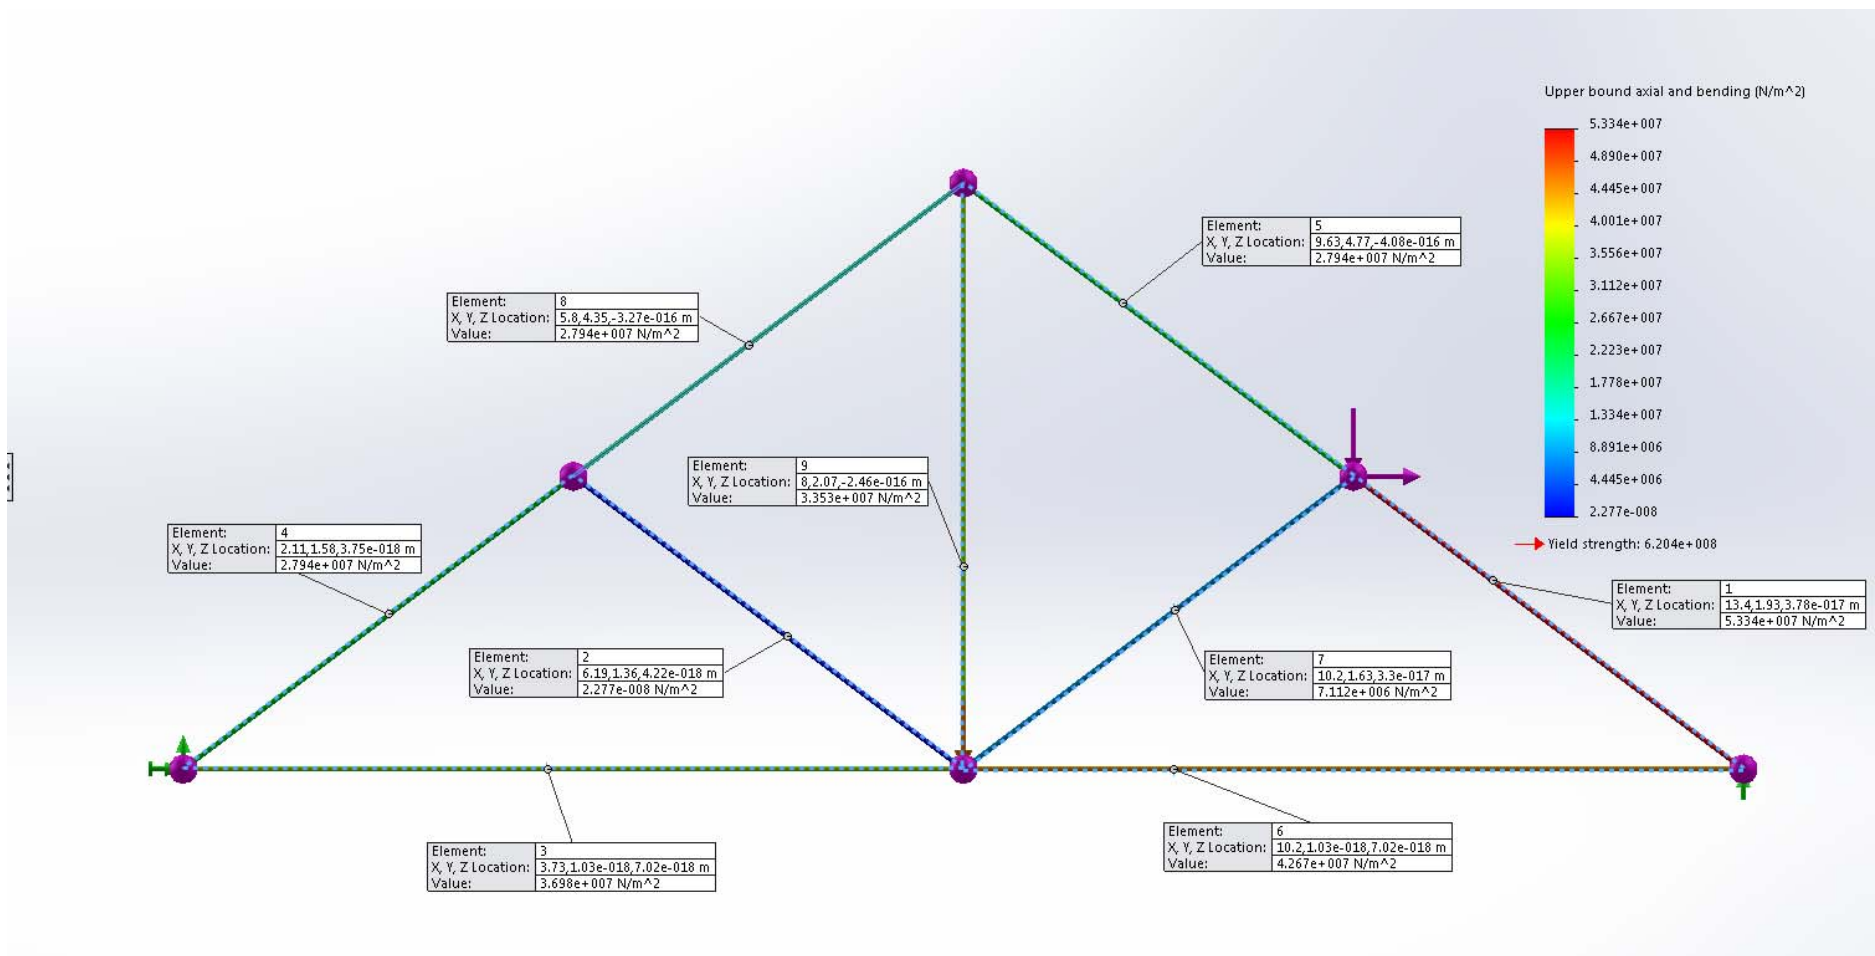 Upper bound axial and bending (N/m^2)
5.334e+007
4.890e+007
4.445e+007
4.001e+007
3.556e+007
3.112e+007
2.667e+007
2.223e+007
1.778e+007
1.334e+007
8.891e+006
4.445e+006
2.277e-008
Yield strength: 6.204e+008
Element: 5
X, Y, Z Location: 9.63,4.77,-4.08e-016 m
Value: 2.794e+007 N/m^2
Element: 8
X, Y, Z Location: 5.8,4.35,-3.27e-016 m
Value: 2.794e+007 N/m^2
Element: 9
X, Y, Z Location: 8,2.07,-2.46e-016 m
Value: 3.353e+007 N/m^2
Element: 4
X, Y, Z Location: 2.11,1.58,3.75e-018 m
Value: 2.794e+007 N/m^2
Element: 1
X, Y, Z Location: 13.4,1.93,3.78e-017 m
Value: 5.334e+007 N/m^2
Element: 2
X, Y, Z Location: 6.19,1.36,4.22e-018 m
Value: 2.277e-008 N/m^2
Element: 7
X, Y, Z Location: 10.2,1.63,3.3e-017 m
Value: 7.112e+006 N/m^2
Element: 3
X, Y, Z Location: 3.73,1.03e-018,7.02e-018 m
Value: 3.698e+007 N/m^2
Element: 6
X, Y, Z Location: 10.2,1.03e-018,7.02e-018 m
Value: 4.267e+007 N/m^2